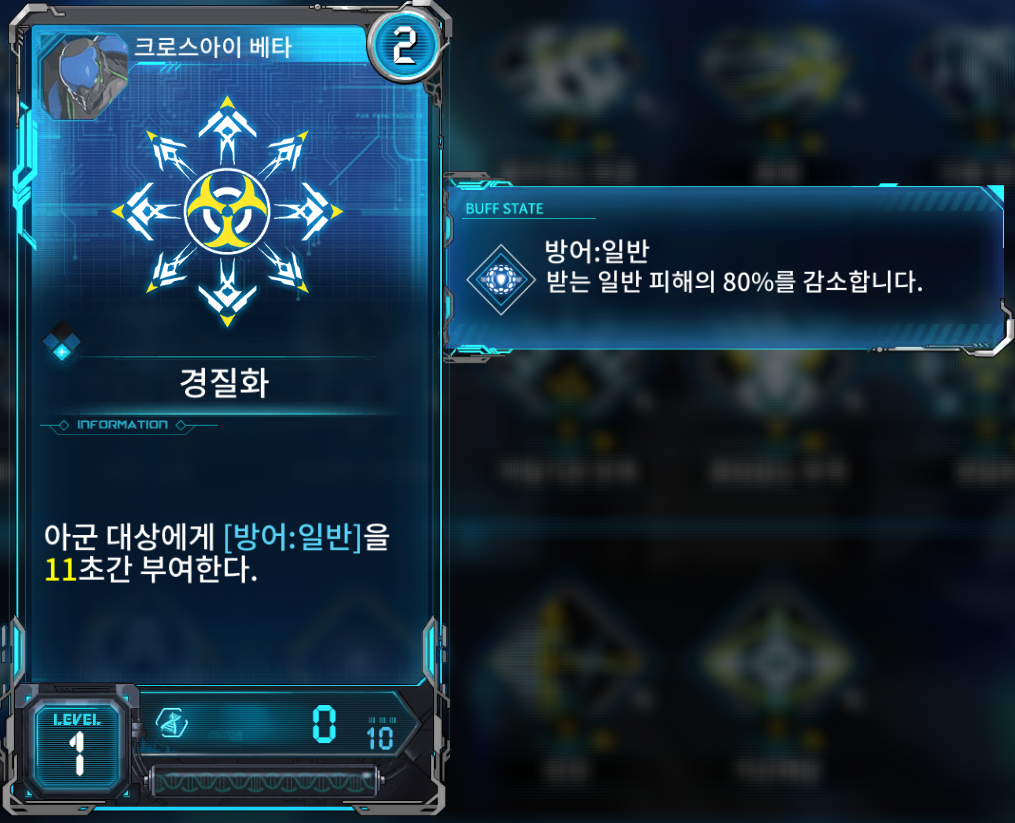 크로스아이 베타
2
경질화
INFORMATION
아군 대상에게 [방어:일반]을
11초간 부여한다.
LEVEL
1
0
10
BUFF STATE
방어:일반
받는 일반 피해의 80%를 감소합니다.